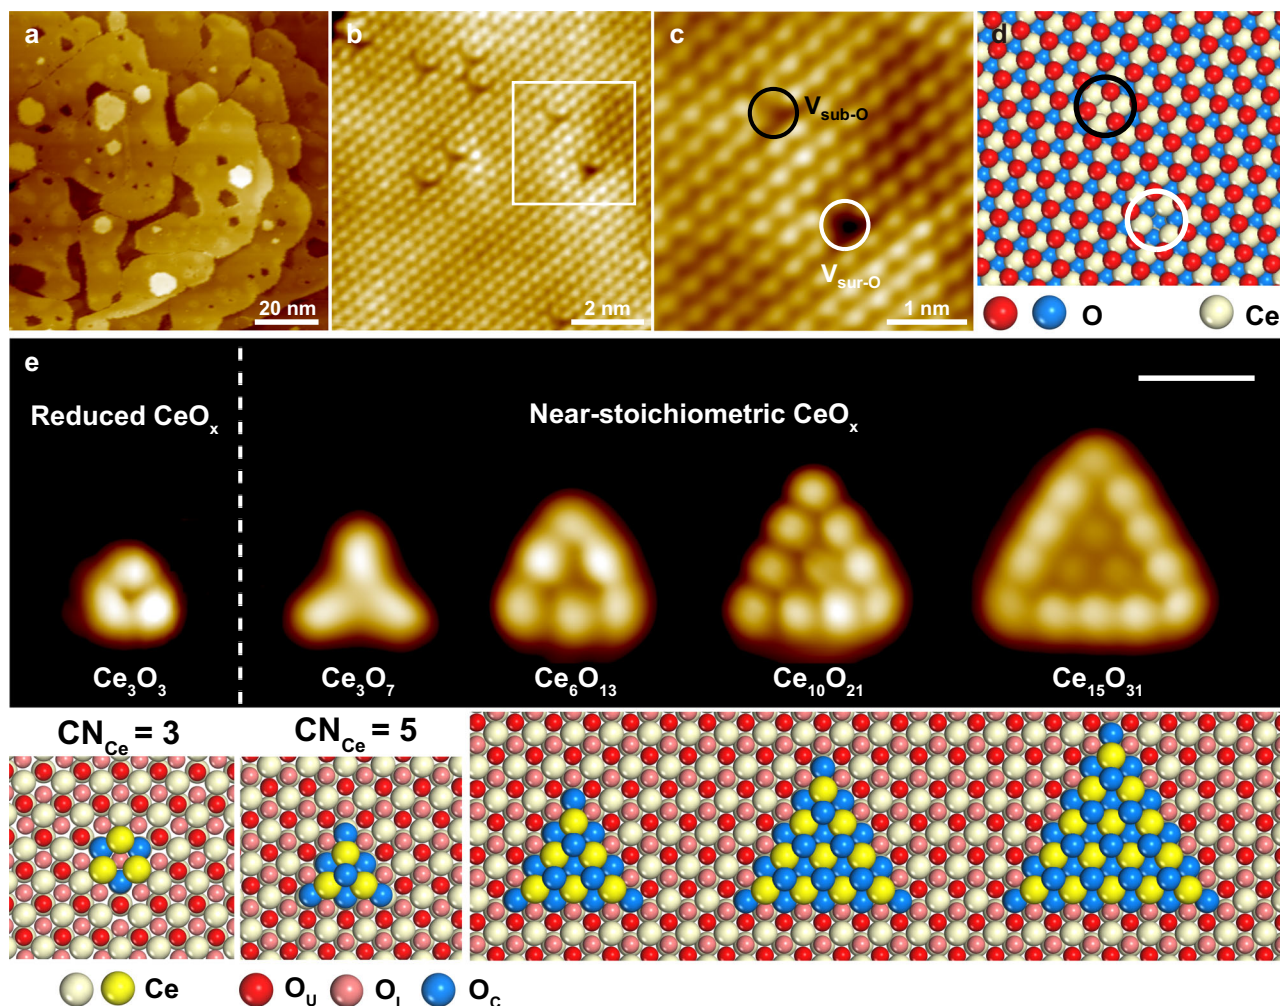 a
b
c
d
V_sub-O
V_sur-O
20 nm
2 nm
1 nm
O
Ce
e
Reduced CeO_x
Near-stoichiometric CeO_x
Ce_3O_3
Ce_3O_7
Ce_6O_13
Ce_10O_21
Ce_15O_31
CN_Ce = 3
CN_Ce = 5
Ce
O_U
O_L
O_C